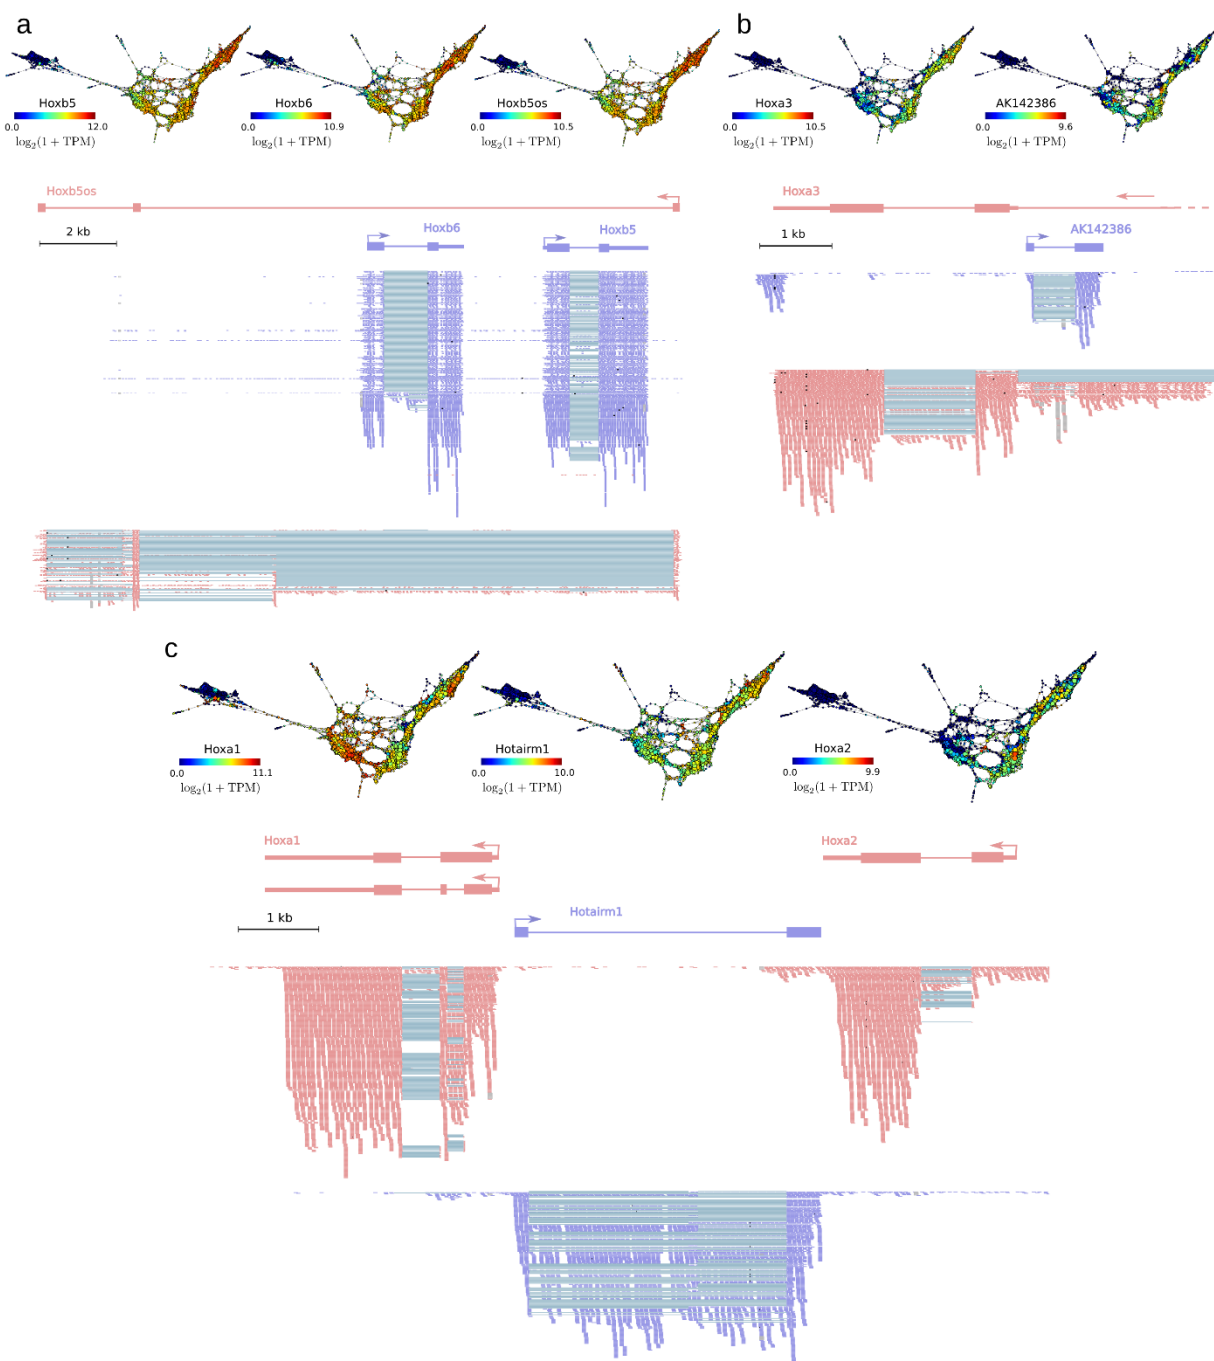 a
b
Hoxb5
0.0 12.0
log₂(1 + TPM)
Hoxb6
0.0 10.9
log₂(1 + TPM)
Hoxb5os
0.0 10.5
log₂(1 + TPM)
Hoxa3
0.0 10.5
log₂(1 + TPM)
AK142386
0.0 9.6
log₂(1 + TPM)
Hoxb5os
2 kb
Hoxb6
Hoxb5
Hoxa3
1 kb
AK142386
c
Hoxa1
0.0 11.1
log₂(1 + TPM)
Hotairm1
0.0 10.0
log₂(1 + TPM)
Hoxa2
0.0 9.9
log₂(1 + TPM)
Hoxa1
Hoxa2
1 kb
Hotairm1